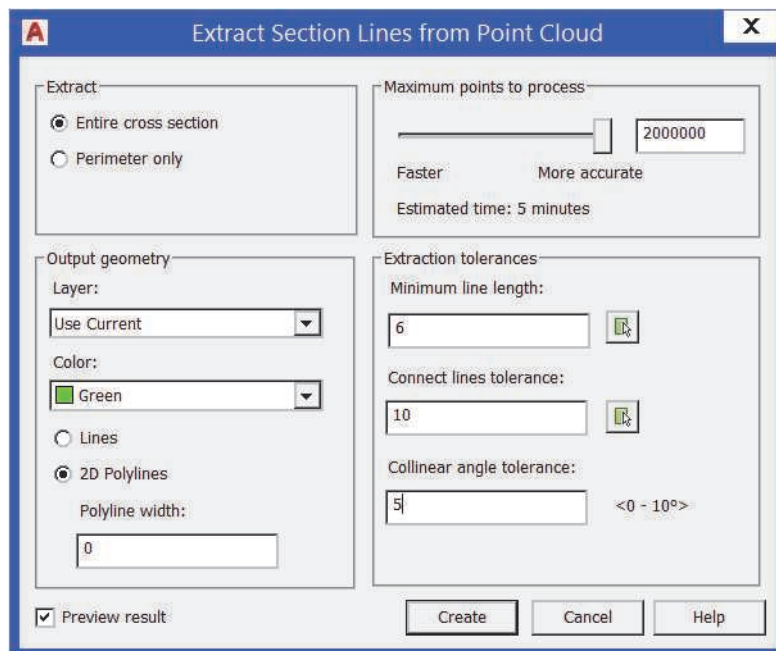 Extract Section Lines from Point Cloud
X
Extract
Entire cross section
Perimeter only
Maximum points to process
2000000
Faster More accurate
Estimated time: 5 minutes
Output geometry
Layer:
Use Current
Color:
Green
Lines
2D Polylines
Polyline width:
0
Extraction tolerances
Minimum line length:
6
Connect lines tolerance:
10
Collinear angle tolerance:
5 <0 - 10º>
Preview result
Create Cancel Help